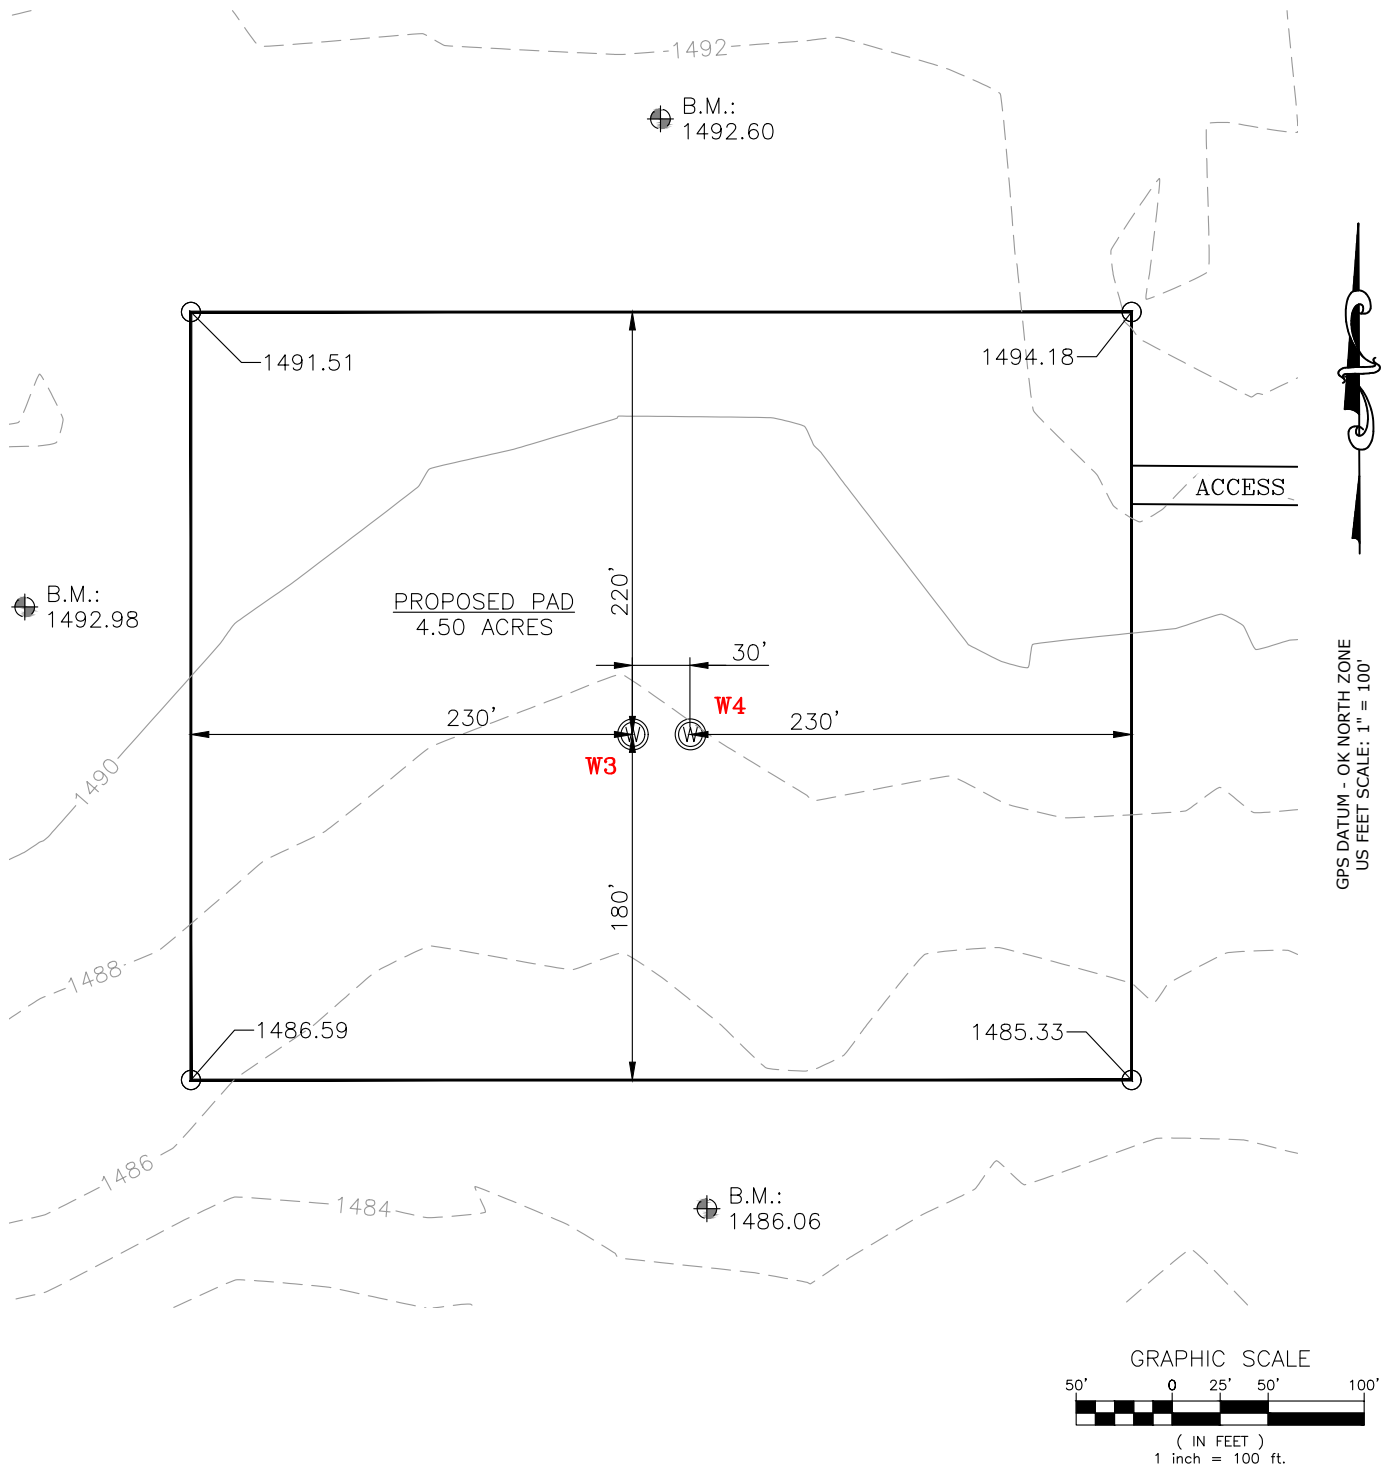 1492
B.M.:
1492.60
1491.51
1494.18
ACCESS
B.M.:
1492.98
PROPOSED PAD
4.50 ACRES
220'
30'
W4
230'
230'
W W
W3
1490
180'
1488
1486.59
1485.33
1486
1484
B.M.:
1486.06
GPS DATUM - OK NORTH ZONE
US FEET SCALE: 1" = 100'
GRAPHIC SCALE
50' 0 25' 50' 100'
( IN FEET )
1 inch = 100 ft.